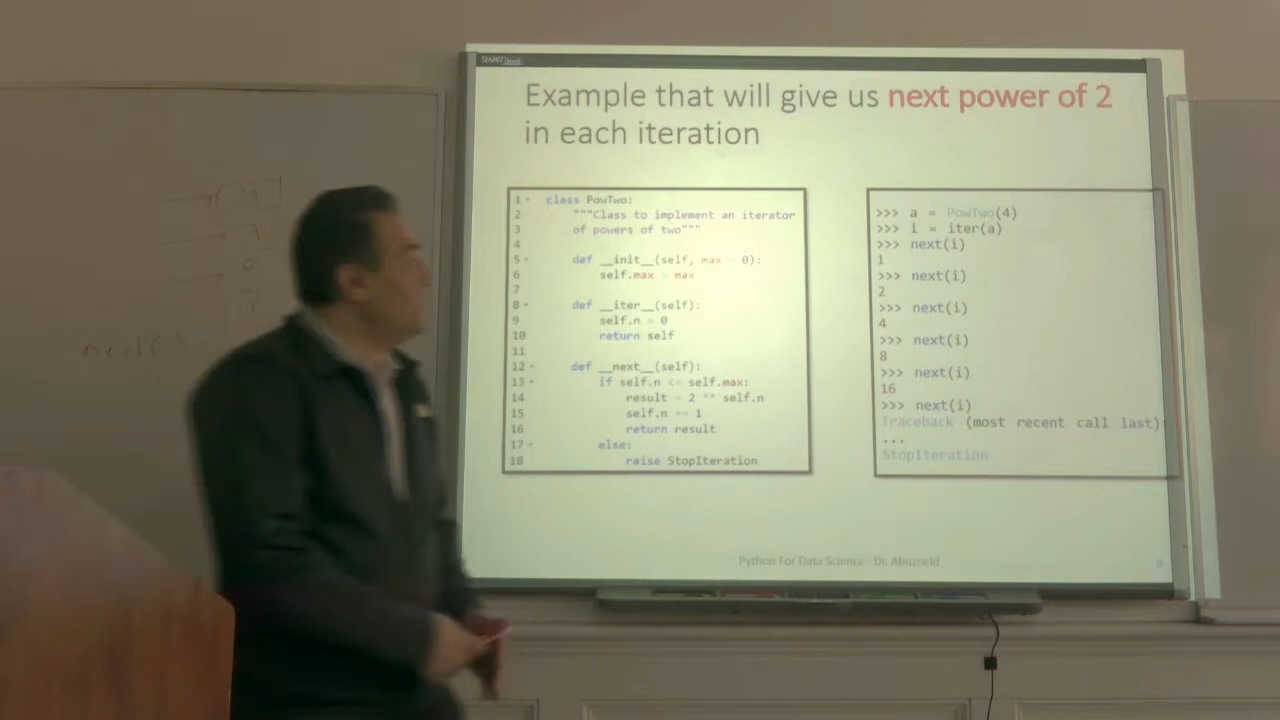 SMART
Example that will give us next power of 2
in each iteration
1 class PowTwo:
2 """Class to implement an iterator
3 of powers of two"""
4
5 def __init__(self, max = 0):
6 self.max = max
7
8 def __iter__(self):
9 self.n = 0
10 return self
11
12 def __next__(self):
13 if self.n <= self.max:
14 result = 2 ** self.n
15 self.n += 1
16 return result
17 else:
18 raise StopIteration
>>> a = PowTwo(4)
>>> i = iter(a)
>>> next(i)
1
>>> next(i)
2
>>> next(i)
4
>>> next(i)
8
>>> next(i)
16
>>> next(i)
Traceback (most recent call last):
...
StopIteration
Python For Data Science Dr.
next()